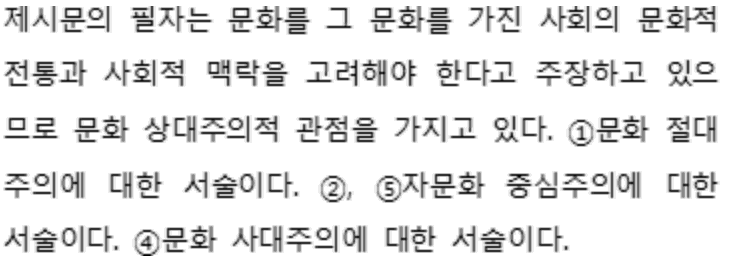 제시문의 필자는 문화를 그 문화를 가진 사회의 문화적
전통과 사회적 맥락을 고려해야 한다고 주장하고 있으
므로 문화 상대주의적 관점을 가지고 있다. ①문화 절대
주의에 대한 서술이다. ②, ⑤자문화 중심주의에 대한
서술이다. ④문화 사대주의에 대한 서술이다.